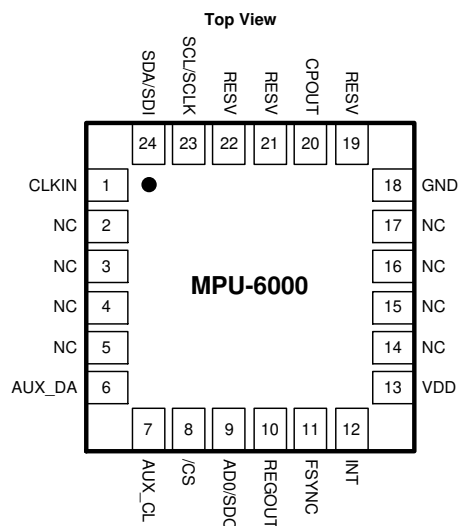 Top View
SDA/SDI
SCL/SCLK
RESV
RESV
CPOUT
RESV
24 23 22 21 20 19
CLKIN 1 18 GND
NC 2 17 NC
NC 3 16 NC
MPU-6000
NC 4 15 NC
NC 5 14 NC
AUX_DA 6 13 VDD
7 8 9 10 11 12
AUX_CL
/CS
AD0/SDO
REGOUT
FSYNC
INT